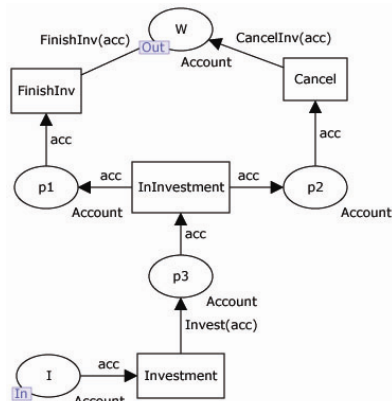 W
FinishInv(acc)
CancelInv(acc)
Out
Account
FinishInv
Cancel
acc
acc
p1
acc
InInvestment
acc
p2
Account
Account
acc
p3
Account
Invest(acc)
I
acc
Investment
In
Account